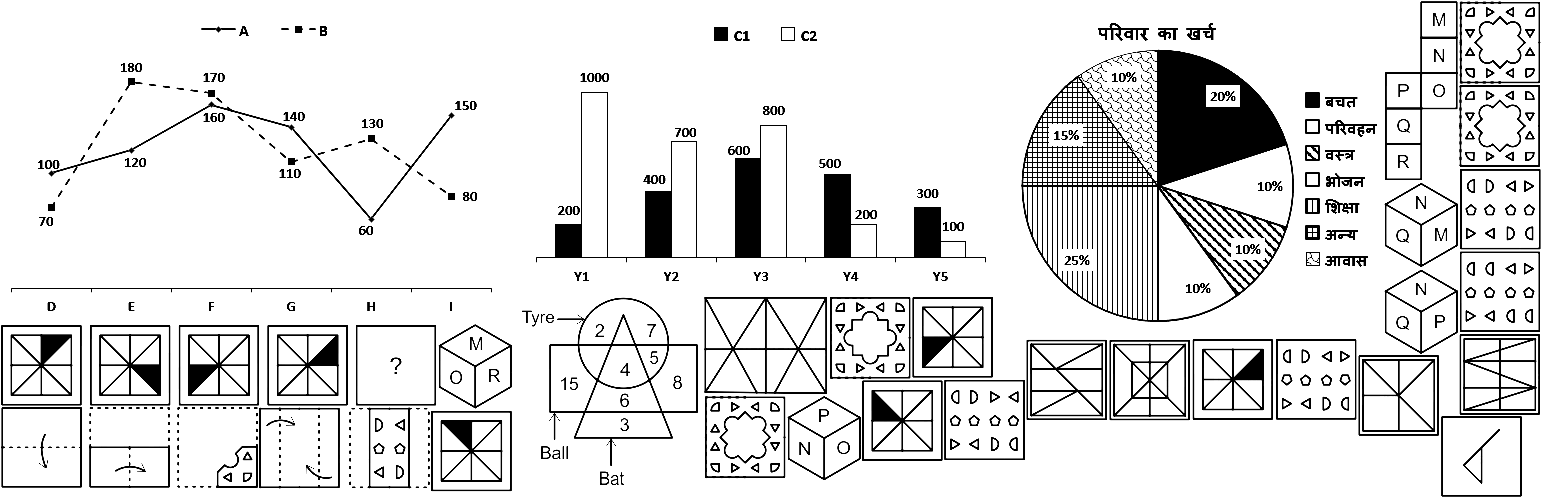 A B
180
170
160
140
150
100
120
130
110
70
80
60
D E F G H I
C1 C2
1000
800
700
600
500
400
300
200
200
100
Y1 Y2 Y3 Y4 Y5
परिवार का खर्च
10%
20%
15%
10%
10%
25%
10%
बचत
परिवहन
वस्त्र
भोजन
शिक्षा
अन्य
आवास
M
N
P O
Q
R
N
Q M
N
Q P
?
M
O R
Tyre
2 7
5
4
15 8
6
3
Ball
Bat
P
N O